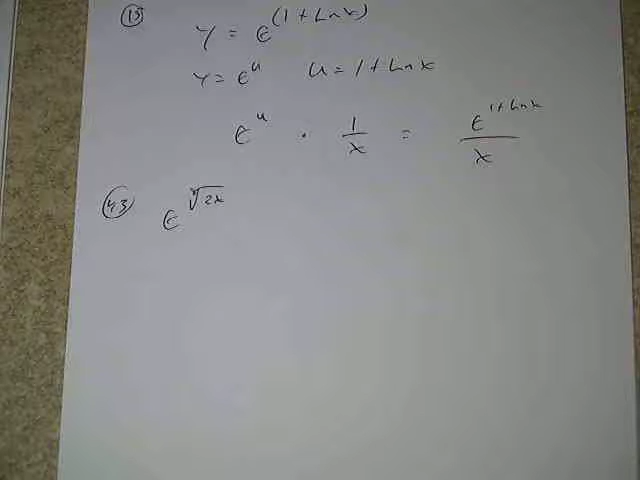 (15) y = e^(1 + ln x)
y = e^u u = 1 + ln x
e^u · 1/x = e^(1 + ln x)/x
(43) e^√2x